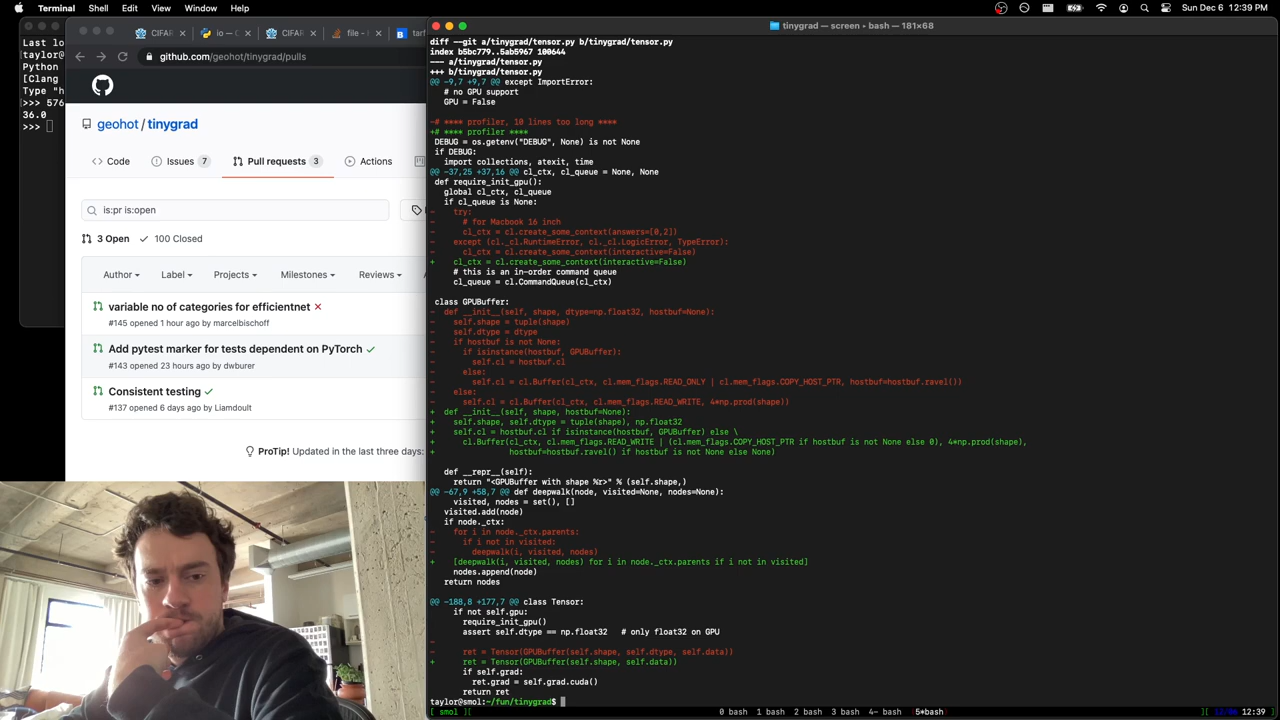 Terminal Shell Edit View Window Help
Sun Dec 6 12:39 PM
Last lo
taylor@
Python
[Clang
Type "h
>>> 576
36.0
>>>
CIFAR
io — C
CIFAR
file - I
tarf
github.com/geohot/tinygrad/pulls
geohot / tinygrad
Code Issues 7 Pull requests 3 Actions
is:pr is:open
3 Open 100 Closed
Author Label Projects Milestones Reviews
variable no of categories for efficientnet
#145 opened 1 hour ago by marcelbischoff
Add pytest marker for tests dependent on PyTorch
#143 opened 23 hours ago by dwburer
Consistent testing
#137 opened 6 days ago by Liamdoult
ProTip! Updated in the last three days:
tinygrad — screen ▸ bash — 181×68
diff --git a/tinygrad/tensor.py b/tinygrad/tensor.py
index b5bc779..5ab5967 100644
--- a/tinygrad/tensor.py
+++ b/tinygrad/tensor.py
@@ -9,7 +9,7 @@ except ImportError:
# no GPU support
GPU = False
-# **** profiler, 10 lines too long ****
+# **** profiler ****
DEBUG = os.getenv("DEBUG", None) is not None
if DEBUG:
import collections, atexit, time
@@ -37,25 +37,16 @@ cl_ctx, cl_queue = None, None
def require_init_gpu():
global cl_ctx, cl_queue
if cl_queue is None:
- try:
- # for Macbook 16 inch
- cl_ctx = cl.create_some_context(answers=[0,2])
- except (cl._cl.RuntimeError, cl._cl.LogicError, TypeError):
- cl_ctx = cl.create_some_context(interactive=False)
+ cl_ctx = cl.create_some_context(interactive=False)
# this is an in-order command queue
cl_queue = cl.CommandQueue(cl_ctx)
class GPUBuffer:
- def __init__(self, shape, dtype=np.float32, hostbuf=None):
- self.shape = tuple(shape)
- self.dtype = dtype
- if hostbuf is not None:
- if isinstance(hostbuf, GPUBuffer):
- self.cl = hostbuf.cl
- else:
- self.cl = cl.Buffer(cl_ctx, cl.mem_flags.READ_ONLY | cl.mem_flags.COPY_HOST_PTR, hostbuf=hostbuf.ravel())
- else:
- self.cl = cl.Buffer(cl_ctx, cl.mem_flags.READ_WRITE, 4*np.prod(shape))
+ def __init__(self, shape, hostbuf=None):
+ self.shape, self.dtype = tuple(shape), np.float32
+ self.cl = hostbuf.cl if isinstance(hostbuf, GPUBuffer) else \
+ cl.Buffer(cl_ctx, cl.mem_flags.READ_WRITE | (cl.mem_flags.COPY_HOST_PTR if hostbuf is not None else 0), 4*np.prod(shape),
+ hostbuf=hostbuf.ravel() if hostbuf is not None else None)
def __repr__(self):
return "<GPUBuffer with shape %r>" % (self.shape,)
@@ -67,9 +58,7 @@ def deepwalk(node, visited=None, nodes=None):
visited, nodes = set(), []
visited.add(node)
if node._ctx:
- for i in node._ctx.parents:
- if i not in visited:
- deepwalk(i, visited, nodes)
+ [deepwalk(i, visited, nodes) for i in node._ctx.parents if i not in visited]
nodes.append(node)
return nodes
@@ -188,8 +177,7 @@ class Tensor:
if not self.gpu:
require_init_gpu()
assert self.dtype == np.float32 # only float32 on GPU
-
- ret = Tensor(GPUBuffer(self.shape, self.dtype, self.data))
+ ret = Tensor(GPUBuffer(self.shape, self.data))
if self.grad:
ret.grad = self.grad.cuda()
return ret
taylor@smol:~/fun/tinygrad$
[ smol ][ 0 bash 1 bash 2 bash 3 bash 4- bash 5*bash ][ 12/06 12:39 ]